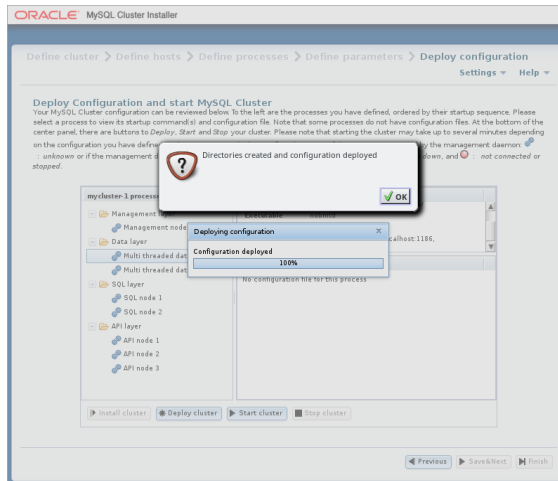 ORACLE MySQL Cluster Installer
Define cluster Define hosts Define processes Define parameters Deploy configuration
Settings Help
Deploy Configuration and start MySQL Cluster
Your MySQL Cluster configuration can be reviewed below. To the left are the processes you have defined, ordered by their startup sequence. Please
select a process to view its startup command(s) and configuration file. Note that some processes do not have configuration files. At the bottom of the
center panel, there are buttons to Deploy, Start and Stop your cluster. Please note that starting the cluster may take up to several minutes depending
on the configuration you have define by the management daemon:
: unknown or if the management d down, and : not connected or
stopped.
Directories created and configuration deployed
OK
mycluster-1 processe
Management layer
Executable
Management node
Data layer
calhost:1186,
Multi threaded dat
Multi threaded dat
Deploying configuration
Configuration deployed
100%
No configuration file for this process
SQL layer
SQL node 1
SQL node 2
API layer
API node 1
API node 2
API node 3
Install cluster Deploy cluster Start cluster Stop cluster
Previous Save&Next Finish